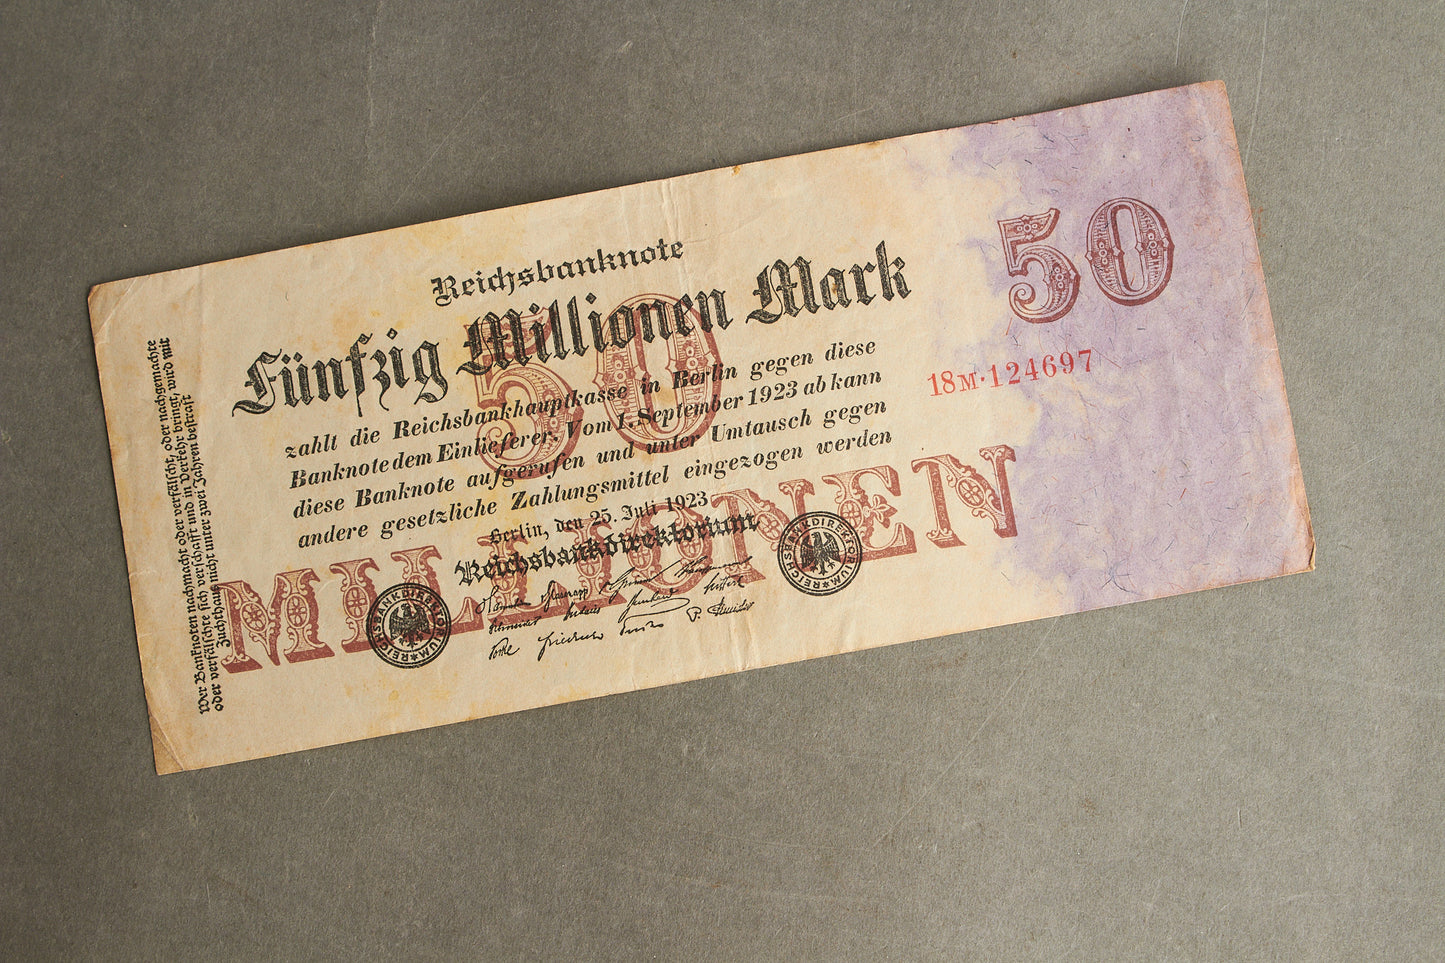 Reichsbanknote
Fünfzig Millionen Mark
50
zahlt die Reichsbankhauptkasse in Berlin gegen diese
Banknote dem Einlieferer. Vom 1. September 1923 ab kann
diese Banknote aufgerufen und unter Umtausch gegen
andere gesetzliche Zahlungsmittel eingezogen werden
Berlin, den 25. Juli 1923
Reichsbankdirektorium
MILLIONEN
REICHSBANKDIREKTORIUM
REICHSBANKDIREKTORIUM
50
18M·124697
Wer Banknoten nachmacht oder verfälscht, oder nachgemachte
oder verfälschte sich verschafft und in Verkehr bringt, wird mit
Zuchthaus nicht unter zwei Jahren bestraft